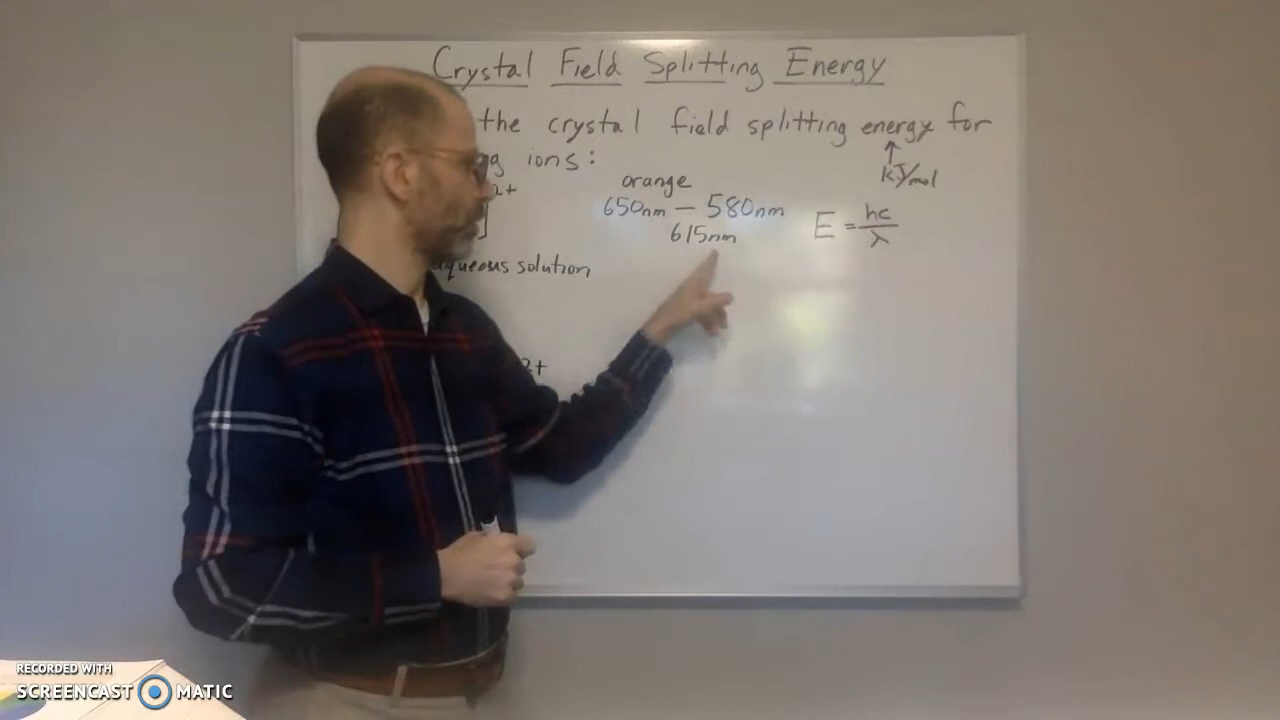 Crystal Field Splitting Energy
the crystal field splitting energy for
ions:
kJ/mol
2+
]
orange
650nm – 580nm
615nm
E = hc/λ
aqueous solution
2+
RECORDED WITH
SCREENCAST MATIC